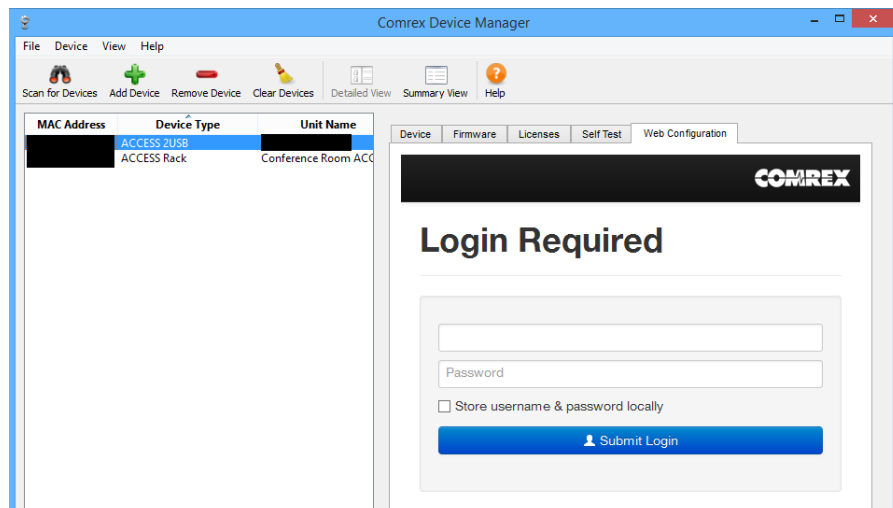 Comrex Device Manager
File Device View Help
Scan for Devices Add Device Remove Device Clear Devices Detailed View Summary View Help
MAC Address Device Type Unit Name
ACCESS 2USB
ACCESS Rack Conference Room ACC
Device Firmware Licenses Self Test Web Configuration
COMREX
Login Required
Password
Store username & password locally
Submit Login